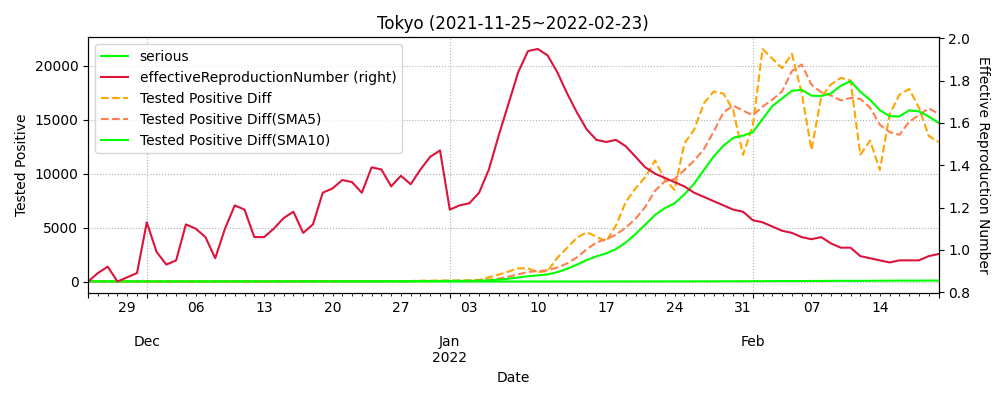 Tokyo (2021-11-25~2022-02-23)
serious
effectiveReproductionNumber (right)
Tested Positive Diff
Tested Positive Diff(SMA5)
Tested Positive Diff(SMA10)
Tested Positive
20000
15000
10000
5000
0
2.0
1.8
1.6
1.4
1.2
1.0
0.8
Effective Reproduction Number
29 06 13 20 27 03 10 17 24 31 07 14
Dec Jan Feb
2022
Date